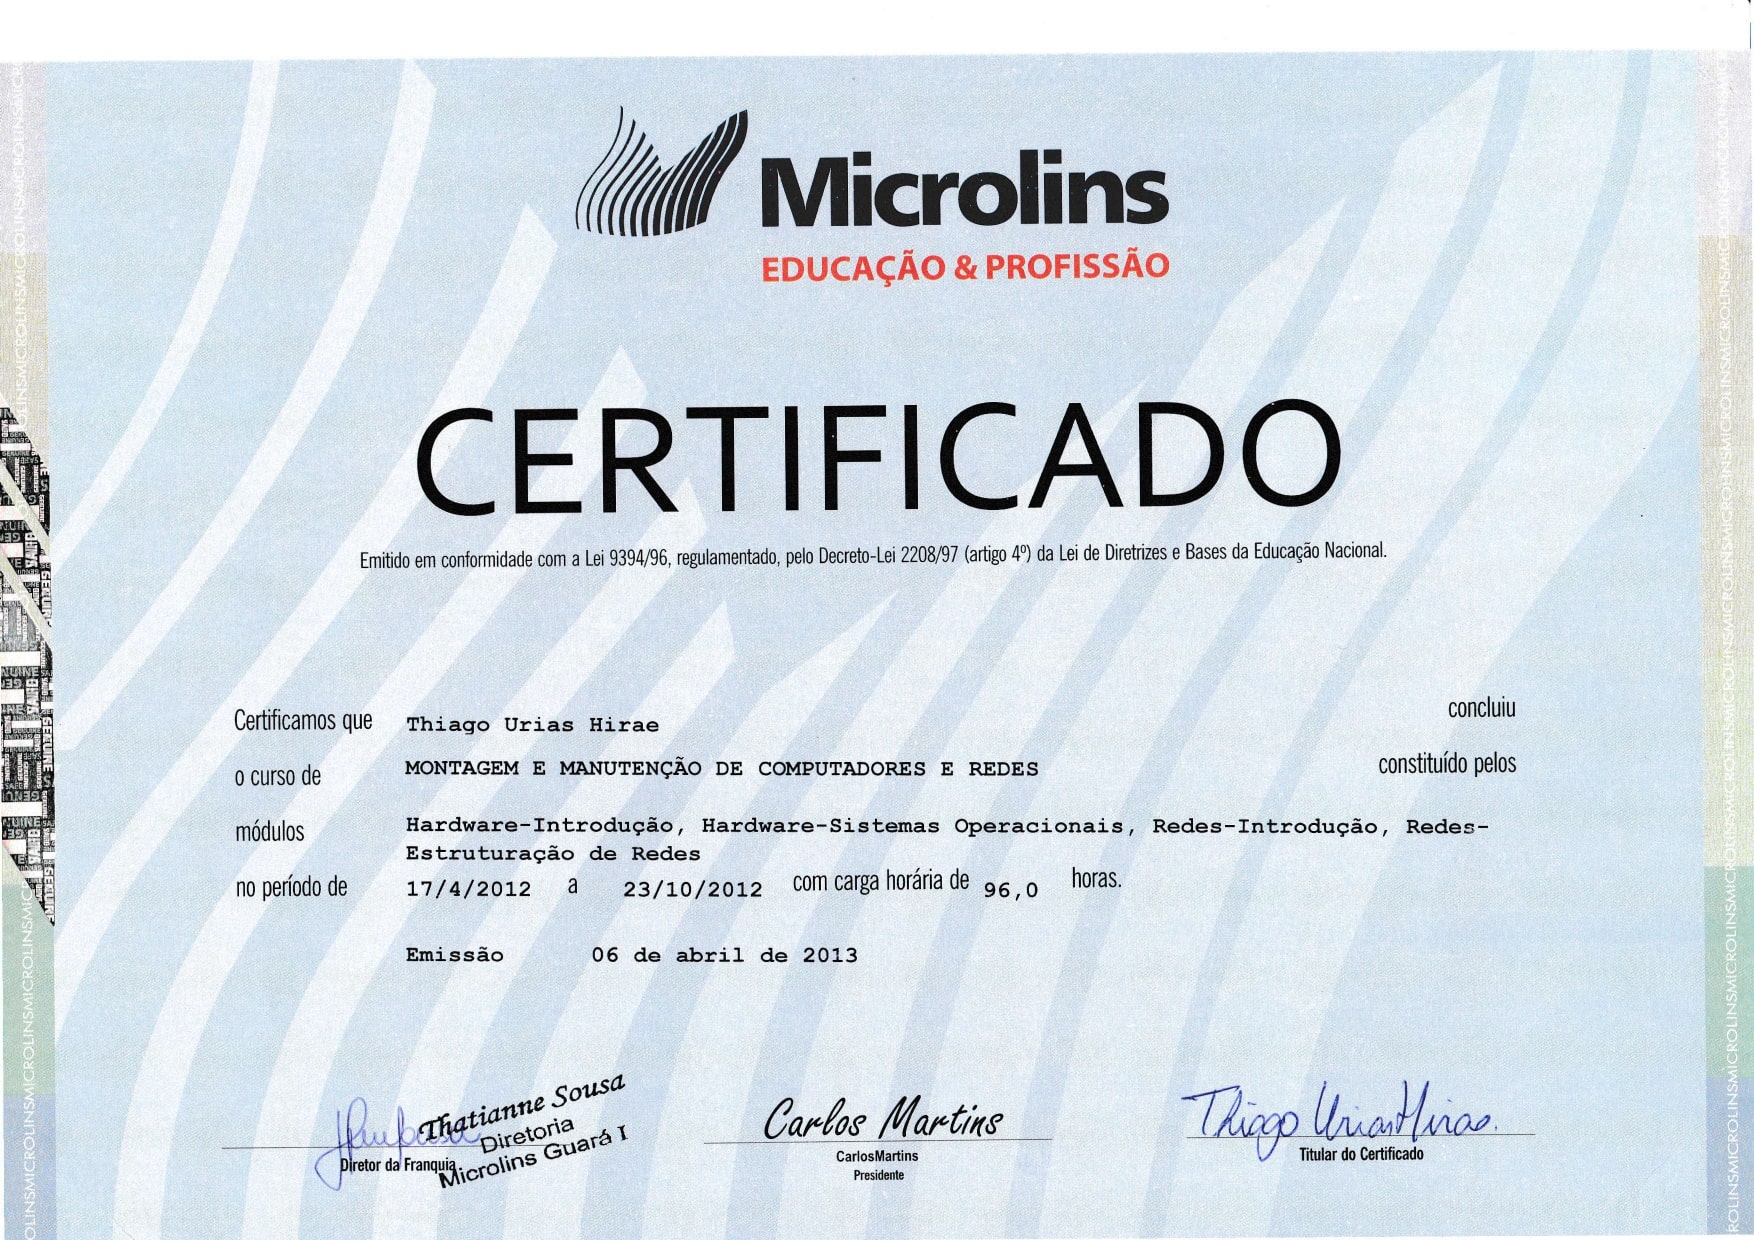 Microlins
EDUCAÇÃO & PROFISSÃO
CERTIFICADO
Emitido em conformidade com a Lei 9394/96, regulamentado, pelo Decreto-Lei 2208/97 (artigo 4º) da Lei de Diretrizes e Bases da Educação Nacional.
Certificamos que Thiago Urias Hirae concluiu
o curso de MONTAGEM E MANUTENÇÃO DE COMPUTADORES E REDES constituído pelos
módulos Hardware-Introdução, Hardware-Sistemas Operacionais, Redes-Introdução, Redes-
Estruturação de Redes
no período de 17/4/2012 a 23/10/2012 com carga horária de 96,0 horas.
Emissão 06 de abril de 2013
Thatianne Sousa
Diretoria
Microlins Guará I
Diretor da Franquia
Carlos Martins
CarlosMartins
Presidente
Thiago Urias Hirae.
Titular do Certificado